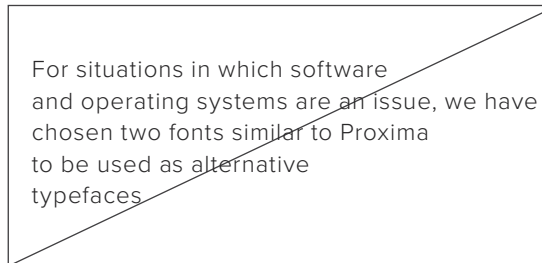 For situations in which software
and operating systems are an issue, we have
chosen two fonts similar to Proxima
to be used as alternative
typefaces